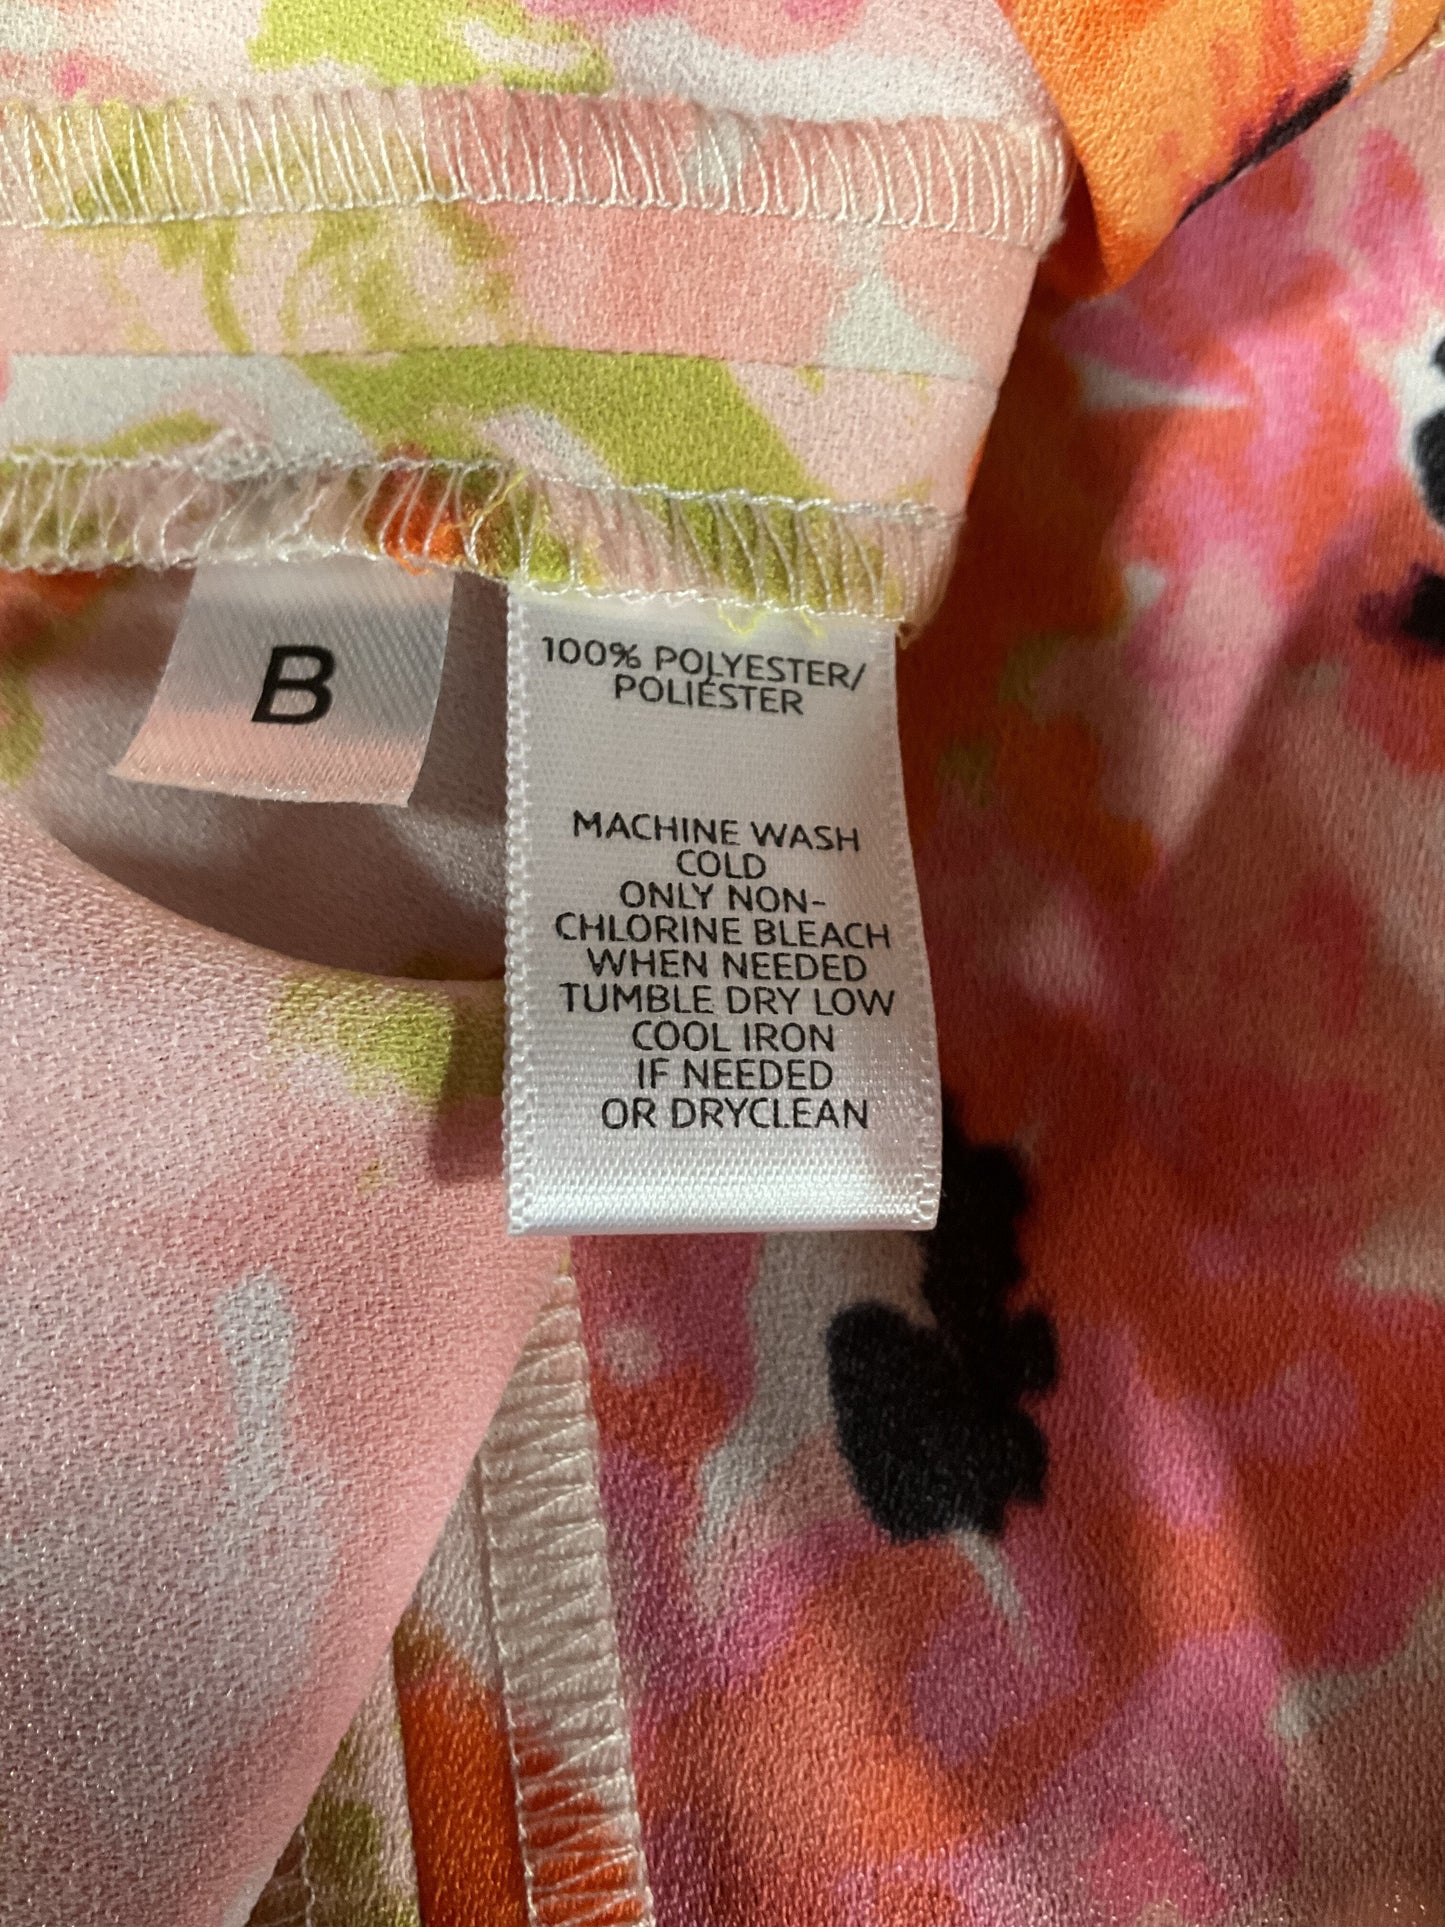 B
100% POLYESTER/
POLIÉSTER
MACHINE WASH
COLD
ONLY NON-
CHLORINE BLEACH
WHEN NEEDED
TUMBLE DRY LOW
COOL IRON
IF NEEDED
OR DRYCLEAN